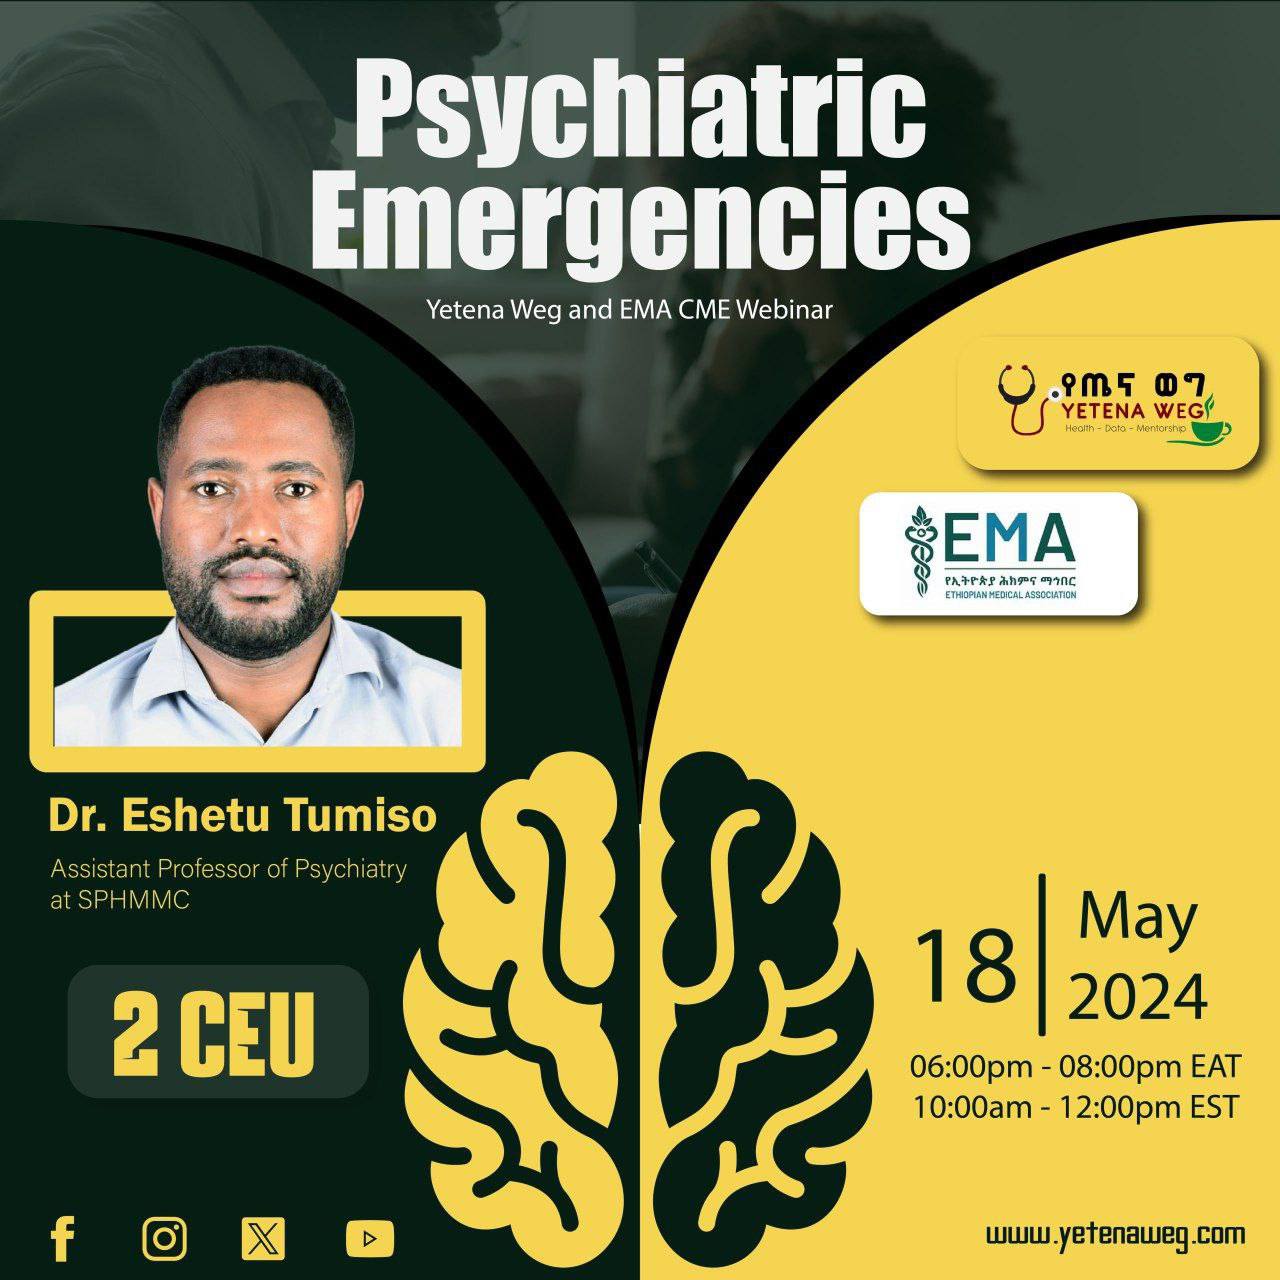 Psychiatric
Emergencies
Yetena Weg and EMA CME Webinar
የጤና ወግ
YETENA WEG
Health - Data - Mentorship
EMA
የኢትዮጵያ ሕክምና ማኅበር
ETHIOPIAN MEDICAL ASSOCIATION
Dr. Eshetu Tumiso
Assistant Professor of Psychiatry
at SPHMMC
2 CEU
18
May
2024
06:00pm - 08:00pm EAT
10:00am - 12:00pm EST
www.yetenaweg.com